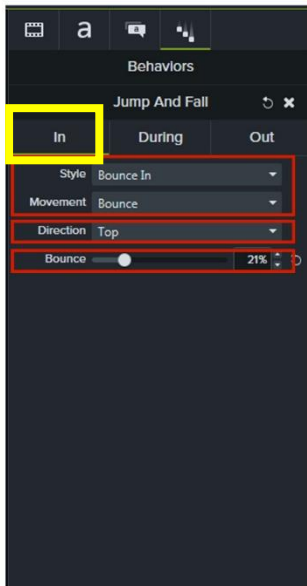 a
a
Behaviors
Jump And Fall
In During Out
Style Bounce In
Movement Bounce
Direction Top
Bounce 21%